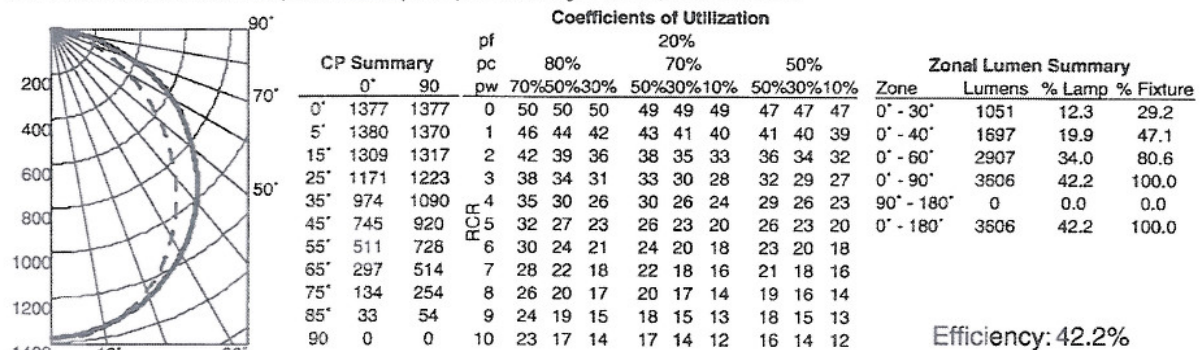 Coefficients of Utilization
90°
70°
50°
200
400
600
800
1000
1200
CP Summary
0° 90
0° 1377 1377
5° 1380 1370
15° 1309 1317
25° 1171 1223
35° 974 1090
45° 745 920
55° 511 728
65° 297 514
75° 134 254
85° 33 54
90 0 0
pf 20%
pc 80% 70% 50%
pw 70%50%30% 50%30%10% 50%30%10%
RCR
0 50 50 50 49 49 49 47 47 47
1 46 44 42 43 41 40 41 40 39
2 42 39 36 38 35 33 36 34 32
3 38 34 31 33 30 28 32 29 27
4 35 30 26 30 26 24 29 26 23
5 32 27 23 26 23 20 26 23 20
6 30 24 21 24 20 18 23 20 18
7 28 22 18 22 18 16 21 18 16
8 26 20 17 20 17 14 19 16 14
9 24 19 15 18 15 13 18 15 13
10 23 17 14 17 14 12 16 14 12
Zonal Lumen Summary
Zone Lumens % Lamp % Fixture
0° - 30° 1051 12.3 29.2
0° - 40° 1697 19.9 47.1
0° - 60° 2907 34.0 80.6
0° - 90° 3606 42.2 100.0
90° - 180° 0 0.0 0.0
0° - 180° 3606 42.2 100.0
Efficiency: 42.2%